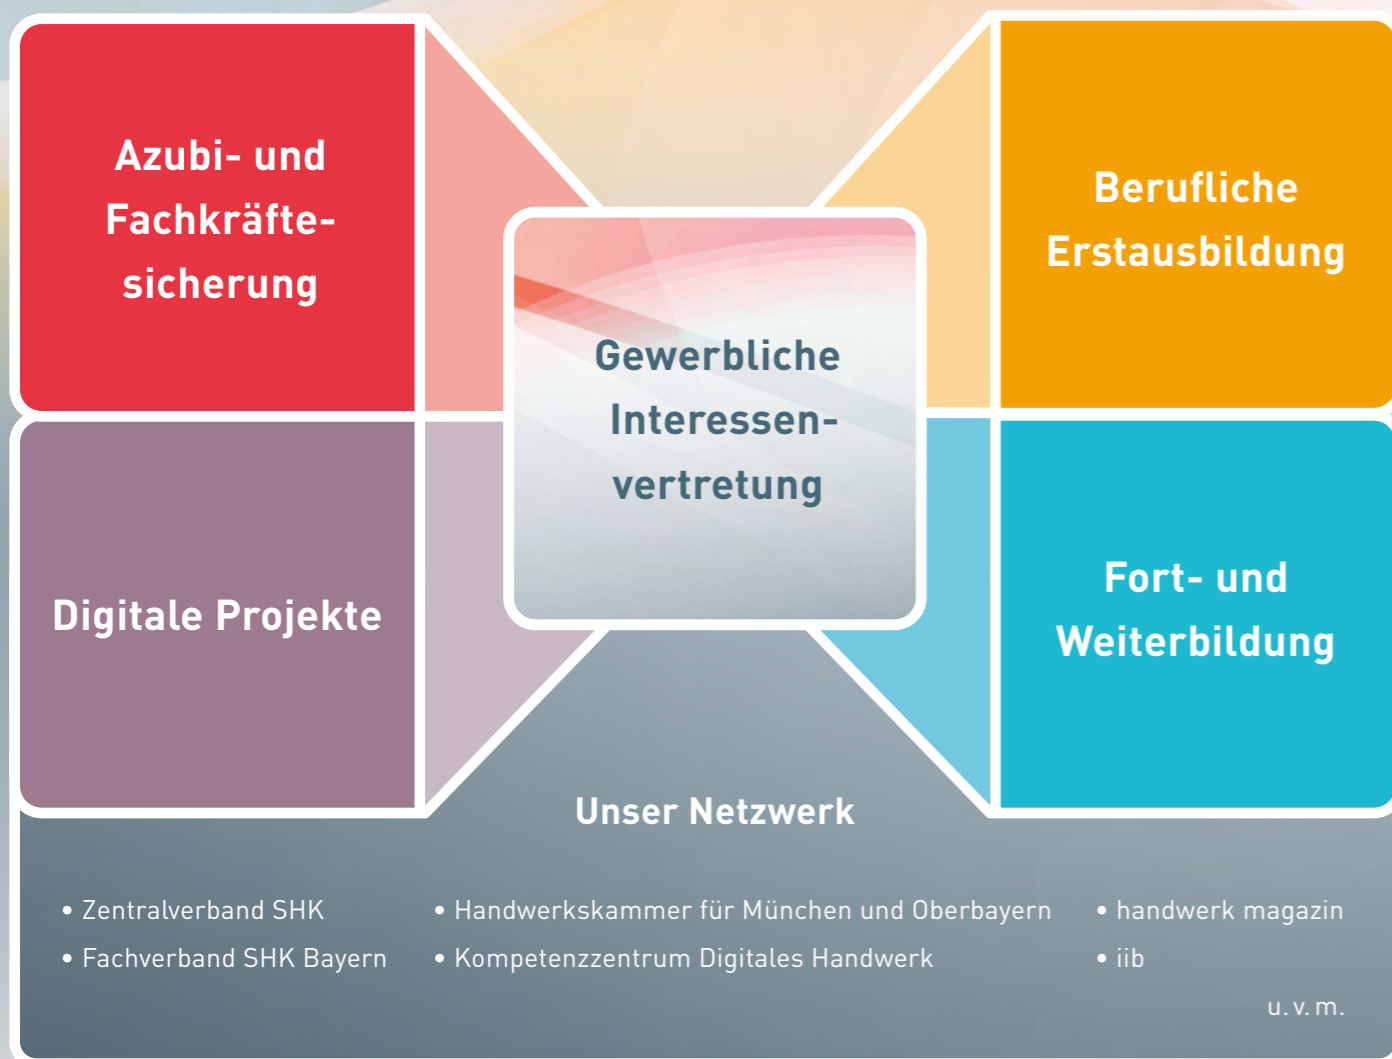 Azubi- und
Fachkräfte-
sicherung
Berufliche
Erstausbildung
Gewerbliche
Interessen-
vertretung
Digitale Projekte
Fort- und
Weiterbildung
Unser Netzwerk
• Zentralverband SHK
• Fachverband SHK Bayern
• Handwerkskammer für München und Oberbayern
• Kompetenzzentrum Digitales Handwerk
• handwerk magazin
• iib
u. v. m.